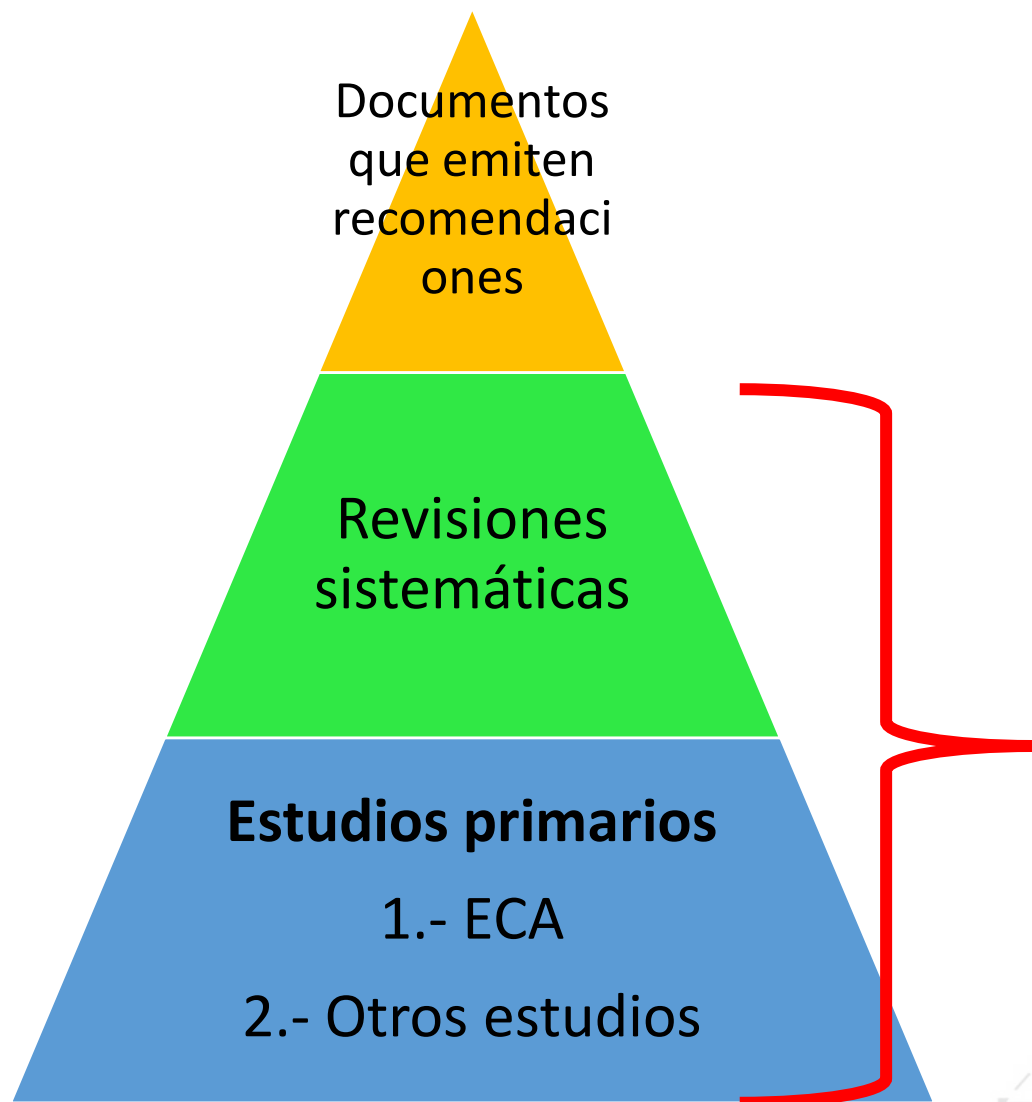 Documentos
que emiten
recomendaci
ones
Revisiones
sistemáticas
Estudios primarios
1.- ECA
2.- Otros estudios